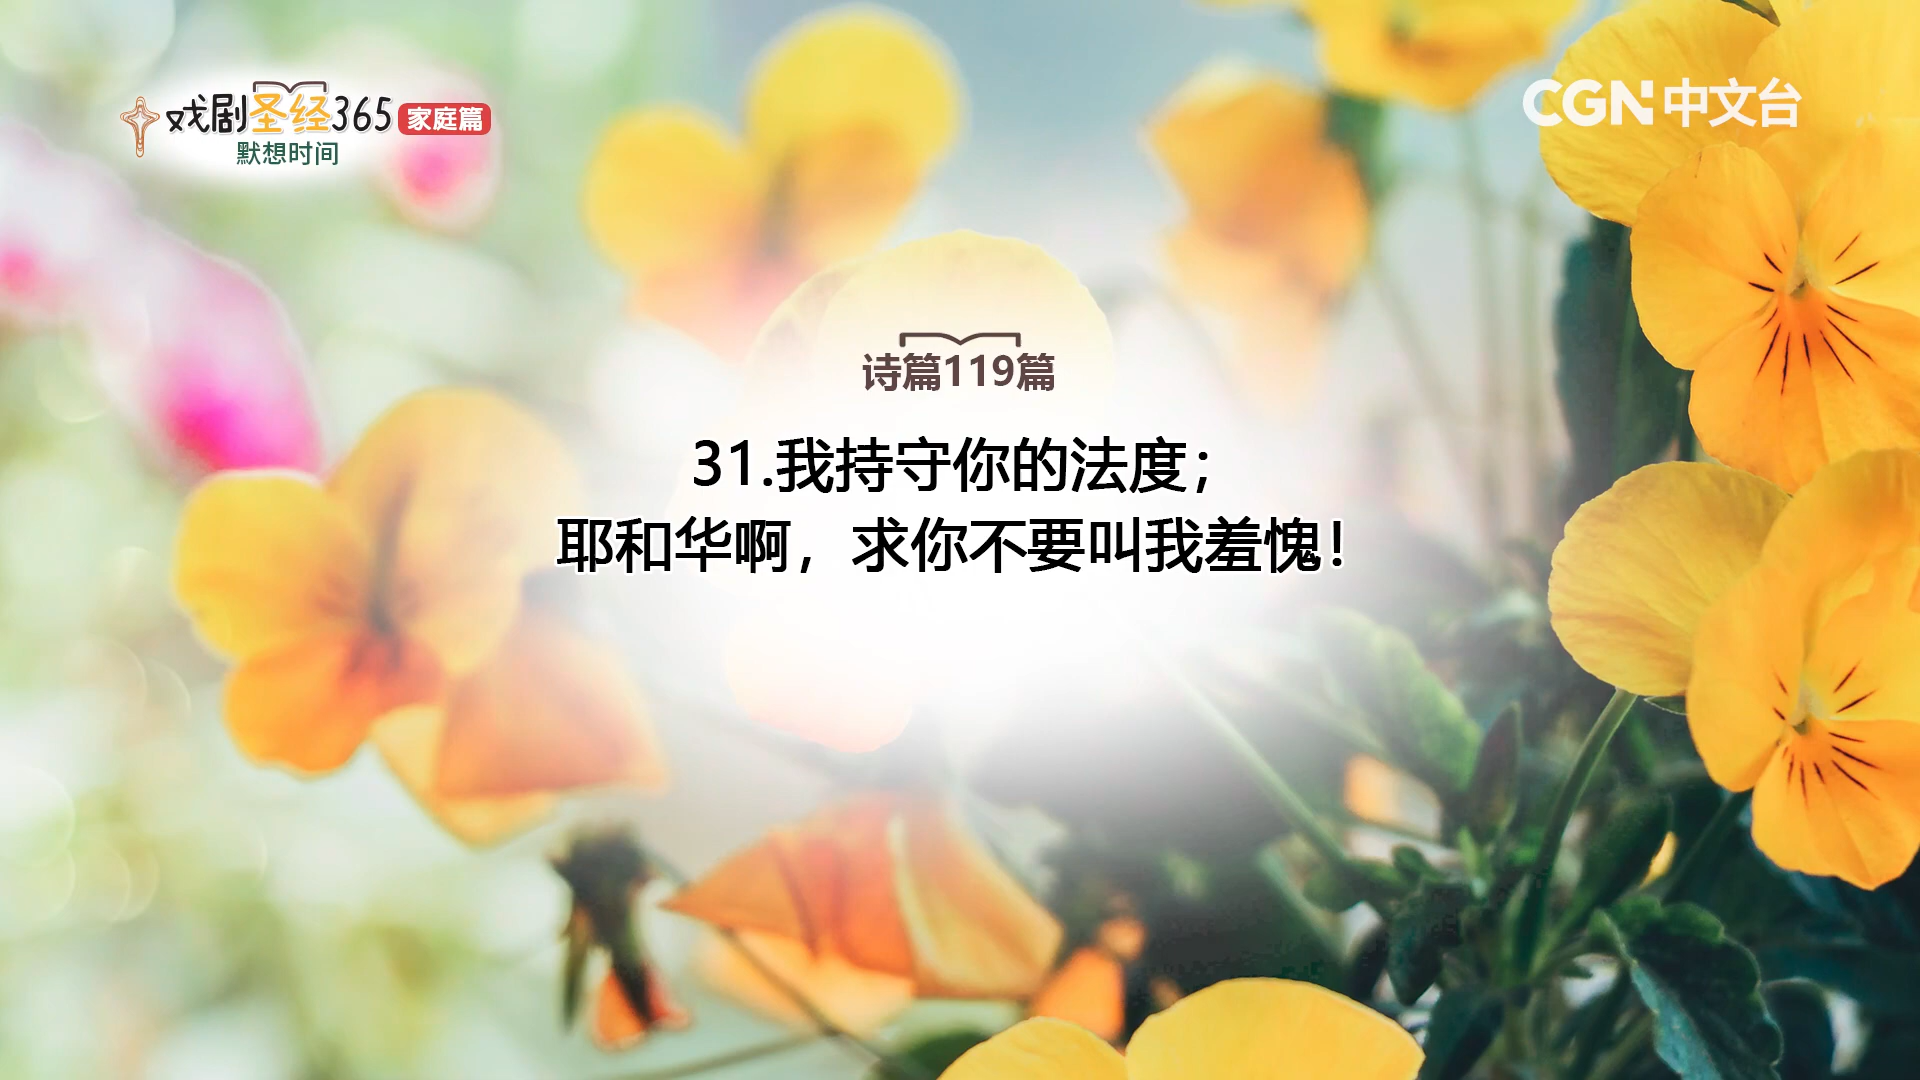 戏剧圣经365 家庭篇
默想时间
CGN中文台
诗篇119篇
31.我持守你的法度；
耶和华啊，求你不要叫我羞愧！